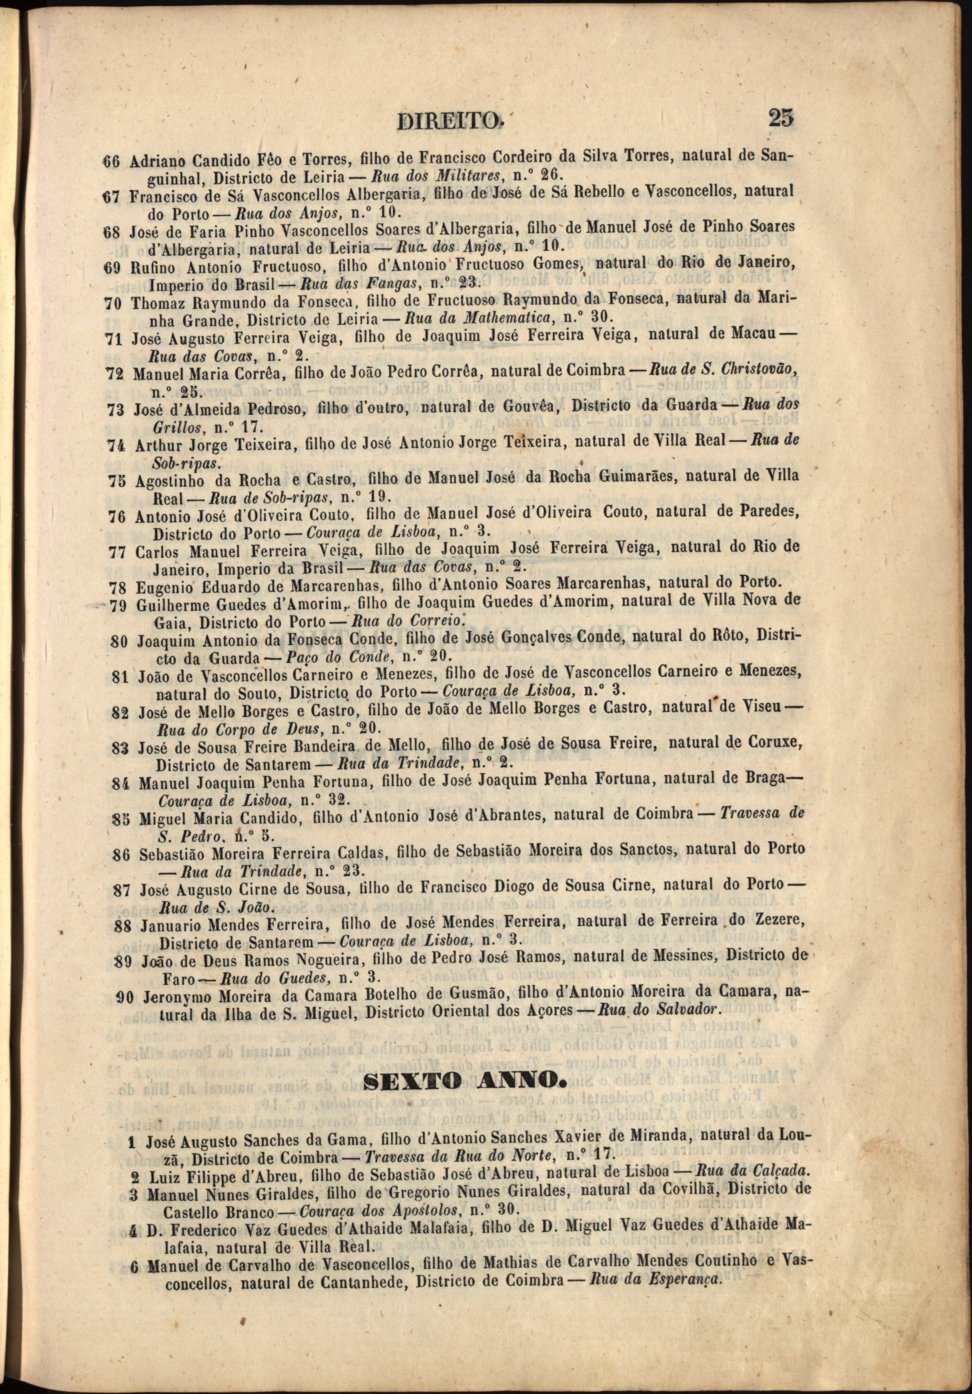 DIREITO. 25
66 Adriano Candido Fêo e Torres, filho de Francisco Cordeiro da Silva Torres, natural de San-
guinhal, Districto de Leiria — Rua dos Militares, n.º 26.
67 Francisco de Sá Vasconcellos Albergaria, filho de José de Sá Rebello e Vasconcellos, natural
do Porto — Rua dos Anjos, n.º 10.
68 José de Faria Pinho Vasconcellos Soares d'Albergaria, filho de Manuel José de Pinho Soares
d'Albergaria, natural de Leiria — Rua dos Anjos, n.º 10.
69 Rufino Antonio Fructuoso, filho d'Antonio Fructuoso Gomes, natural do Rio de Janeiro,
Imperio do Brasil — Rua das Fangas, n.º 23.
70 Thomaz Raymundo da Fonseca, filho de Fructuoso Raymundo da Fonseca, natural da Mari-
nha Grande, Districto de Leiria — Rua da Mathematica, n.º 30.
71 José Augusto Ferreira Veiga, filho de Joaquim José Ferreira Veiga, natural de Macau —
Rua das Covas, n.º 2.
72 Manuel Maria Corrêa, filho de João Pedro Corrêa, natural de Coimbra — Rua de S. Christovão,
n.º 25.
73 José d'Almeida Pedroso, filho d'outro, natural de Gouvêa, Districto da Guarda — Rua dos
Grillos, n.º 17.
74 Arthur Jorge Teixeira, filho de José Antonio Jorge Teixeira, natural de Villa Real — Rua de
Sob-ripas.
75 Agostinho da Rocha e Castro, filho de Manuel José da Rocha Guimarães, natural de Villa
Real — Rua de Sob-ripas, n.º 19.
76 Antonio José d'Oliveira Couto, filho de Manuel José d'Oliveira Couto, natural de Paredes,
Districto do Porto — Couraça de Lisboa, n.º 3.
77 Carlos Manuel Ferreira Veiga, filho de Joaquim José Ferreira Veiga, natural do Rio de
Janeiro, Imperio da Brasil — Rua das Covas, n.º 2.
78 Eugenio Eduardo de Marcarenhas, filho d'Antonio Soares Marcarenhas, natural do Porto.
79 Guilherme Guedes d'Amorim, filho de Joaquim Guedes d'Amorim, natural de Villa Nova de
Gaia, Districto do Porto — Rua do Correio.
80 Joaquim Antonio da Fonseca Conde, filho de José Gonçalves Conde, natural do Rôto, Distri-
cto da Guarda — Paço do Conde, n.º 20.
81 João de Vasconcellos Carneiro e Menezes, filho de José de Vasconcellos Carneiro e Menezes,
natural do Souto, Districto do Porto — Couraça de Lisboa, n.º 3.
82 José de Mello Borges e Castro, filho de João de Mello Borges e Castro, natural de Viseu —
Rua do Corpo de Deus, n.º 20.
83 José de Sousa Freire Bandeira de Mello, filho de José de Sousa Freire, natural de Coruxe,
Districto de Santarem — Rua da Trindade, n.º 2.
84 Manuel Joaquim Penha Fortuna, filho de José Joaquim Penha Fortuna, natural de Braga—
Couraça de Lisboa, n.º 32.
85 Miguel Maria Candido, filho d'Antonio José d'Abrantes, natural de Coimbra — Travessa de
S. Pedro, n.º 5.
86 Sebastião Moreira Ferreira Caldas, filho de Sebastião Moreira dos Sanctos, natural do Porto
— Rua da Trindade, n.º 23.
87 José Augusto Cirne de Sousa, filho de Francisco Diogo de Sousa Cirne, natural do Porto —
Rua de S. João.
88 Januario Mendes Ferreira, filho de José Mendes Ferreira, natural de Ferreira do Zezere,
Districto de Santarem — Couraça de Lisboa, n.º 3.
89 João de Deus Ramos Nogueira, filho de Pedro José Ramos, natural de Messines, Districto de
Faro — Rua do Guedes, n.º 3.
90 Jeronymo Moreira da Camara Botelho de Gusmão, filho d'Antonio Moreira da Camara, na-
tural da Ilha de S. Miguel, Districto Oriental dos Açores — Rua do Salvador.
SEXTO ANNO.
1 José Augusto Sanches da Gama, filho d'Antonio Sanches Xavier de Miranda, natural da Lou-
zã, Districto de Coimbra — Travessa da Rua do Norte, n.º 17.
2 Luiz Filippe d'Abreu, filho de Sebastião José d'Abreu, natural de Lisboa — Rua da Calçada.
3 Manuel Nunes Giraldes, filho de Gregorio Nunes Giraldes, natural da Covilhã, Districto de
Castello Branco — Couraça dos Apostolos, n.º 30.
4 D. Frederico Vaz Guedes d'Athaide Malafaia, filho de D. Miguel Vaz Guedes d'Athaide Ma-
lafaia, natural de Villa Real.
6 Manuel de Carvalho de Vasconcellos, filho de Mathias de Carvalho Mendes Coutinho e Vas-
concellos, natural de Cantanhede, Districto de Coimbra — Rua da Esperança.